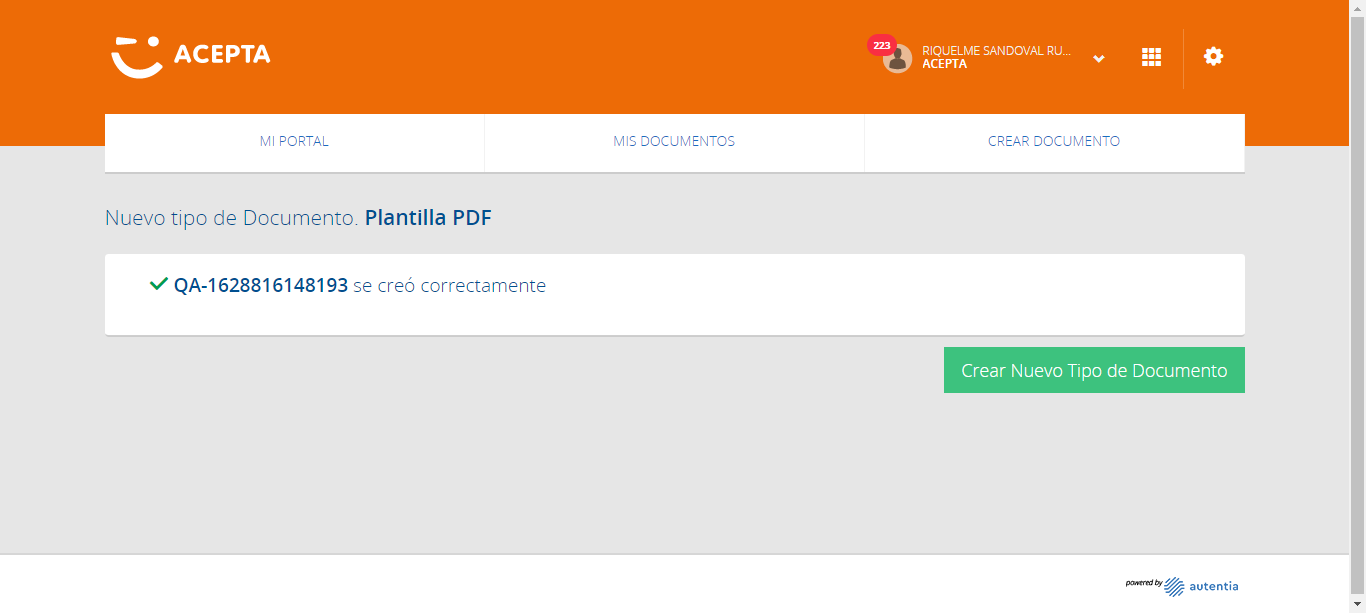 ACEPTA
223
RIQUELME SANDOVAL RU...
ACEPTA
MI PORTAL
MIS DOCUMENTOS
CREAR DOCUMENTO
Nuevo tipo de Documento. Plantilla PDF
QA-1628816148193 se creó correctamente
Crear Nuevo Tipo de Documento
powered by autentia